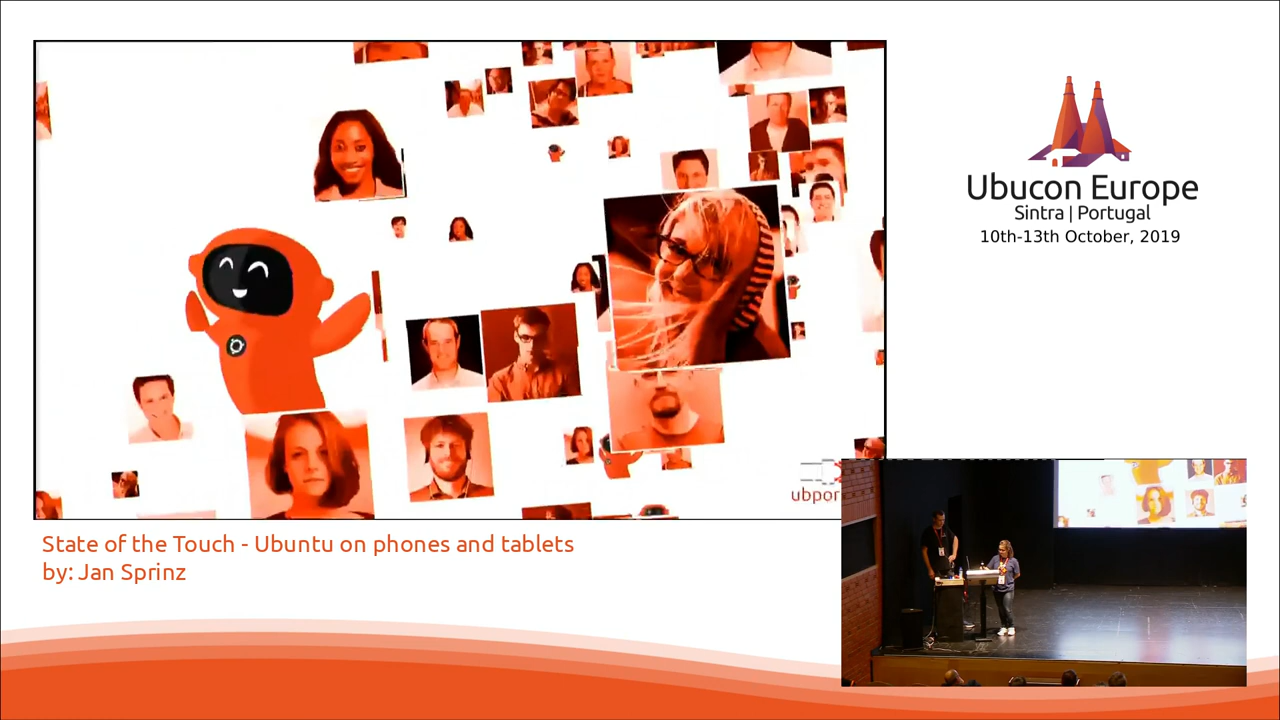 Ubucon Europe
Sintra | Portugal
10th-13th October, 2019
State of the Touch - Ubuntu on phones and tablets
by: Jan Sprinz